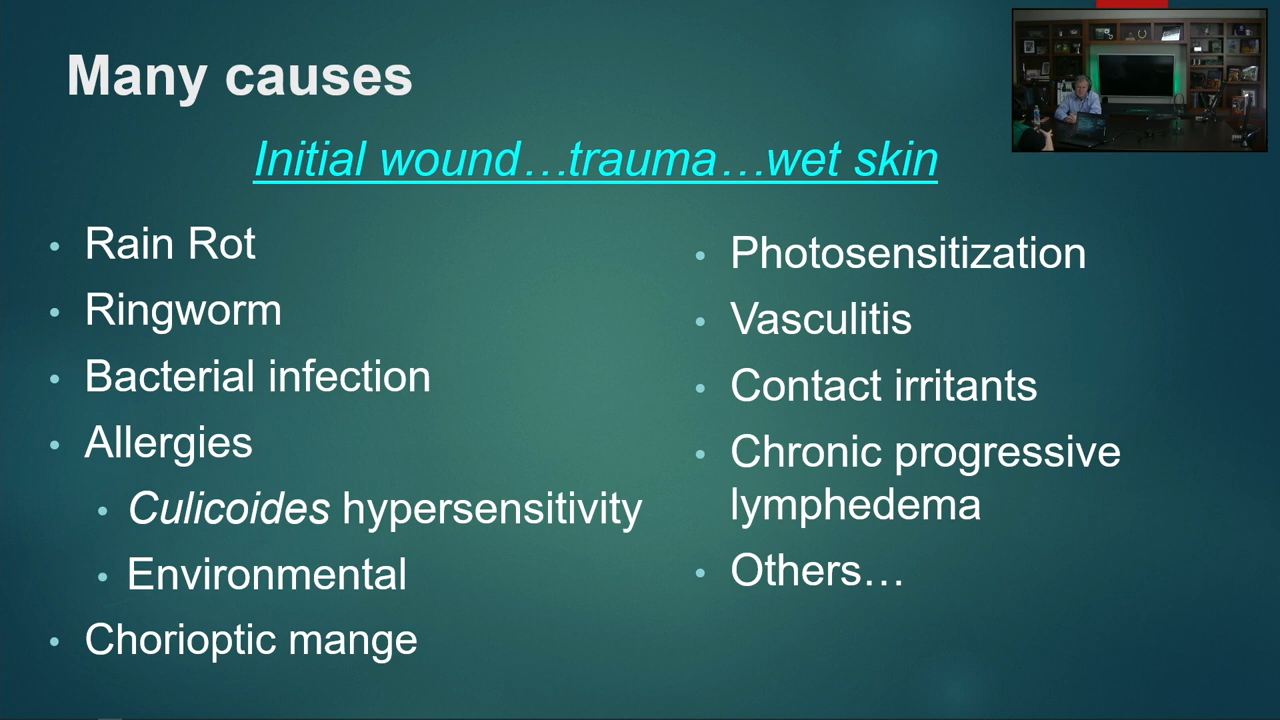 Many causes
Initial wound…trauma…wet skin
• Rain Rot
• Ringworm
• Bacterial infection
• Allergies
• Culicoides hypersensitivity
• Environmental
• Chorioptic mange
• Photosensitization
• Vasculitis
• Contact irritants
• Chronic progressive
lymphedema
• Others…